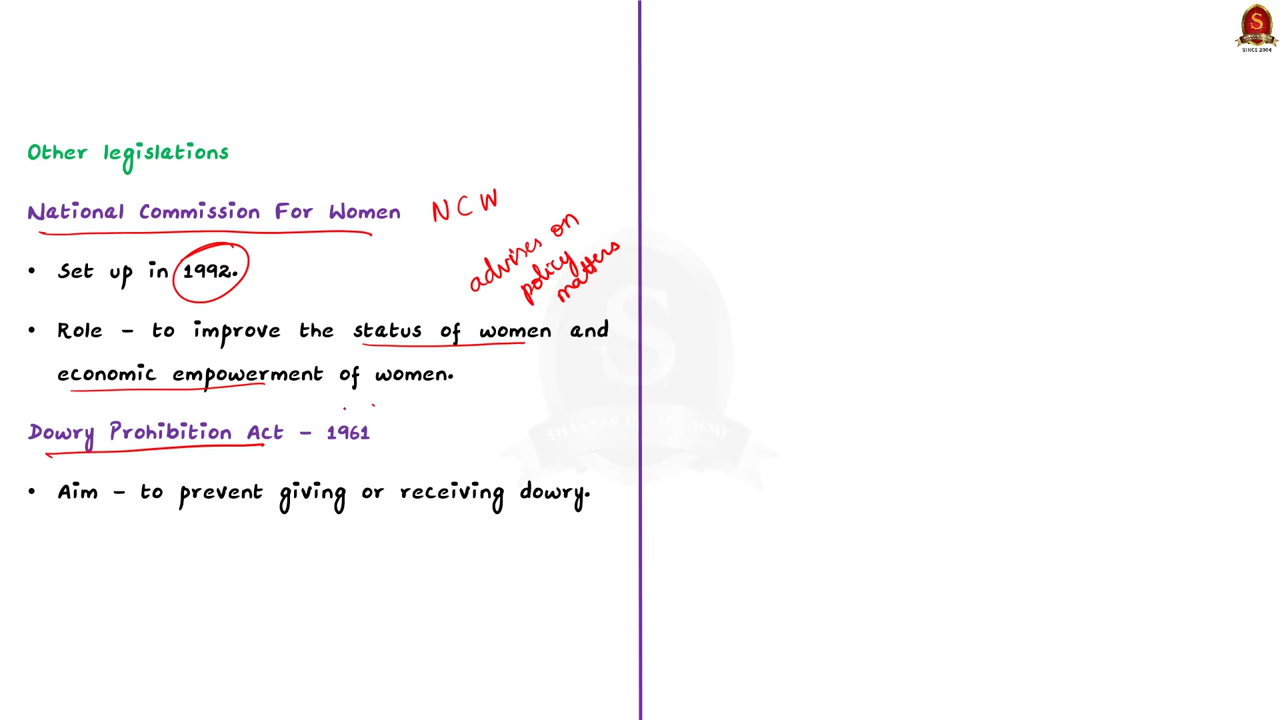 S
SINCE 2004
Other legislations
National Commission For Women NCW
advises on
policy
matters
• Set up in 1992.
• Role - to improve the status of women and
economic empowerment of women.
Dowry Prohibition Act - 1961
• Aim - to prevent giving or receiving dowry.
S